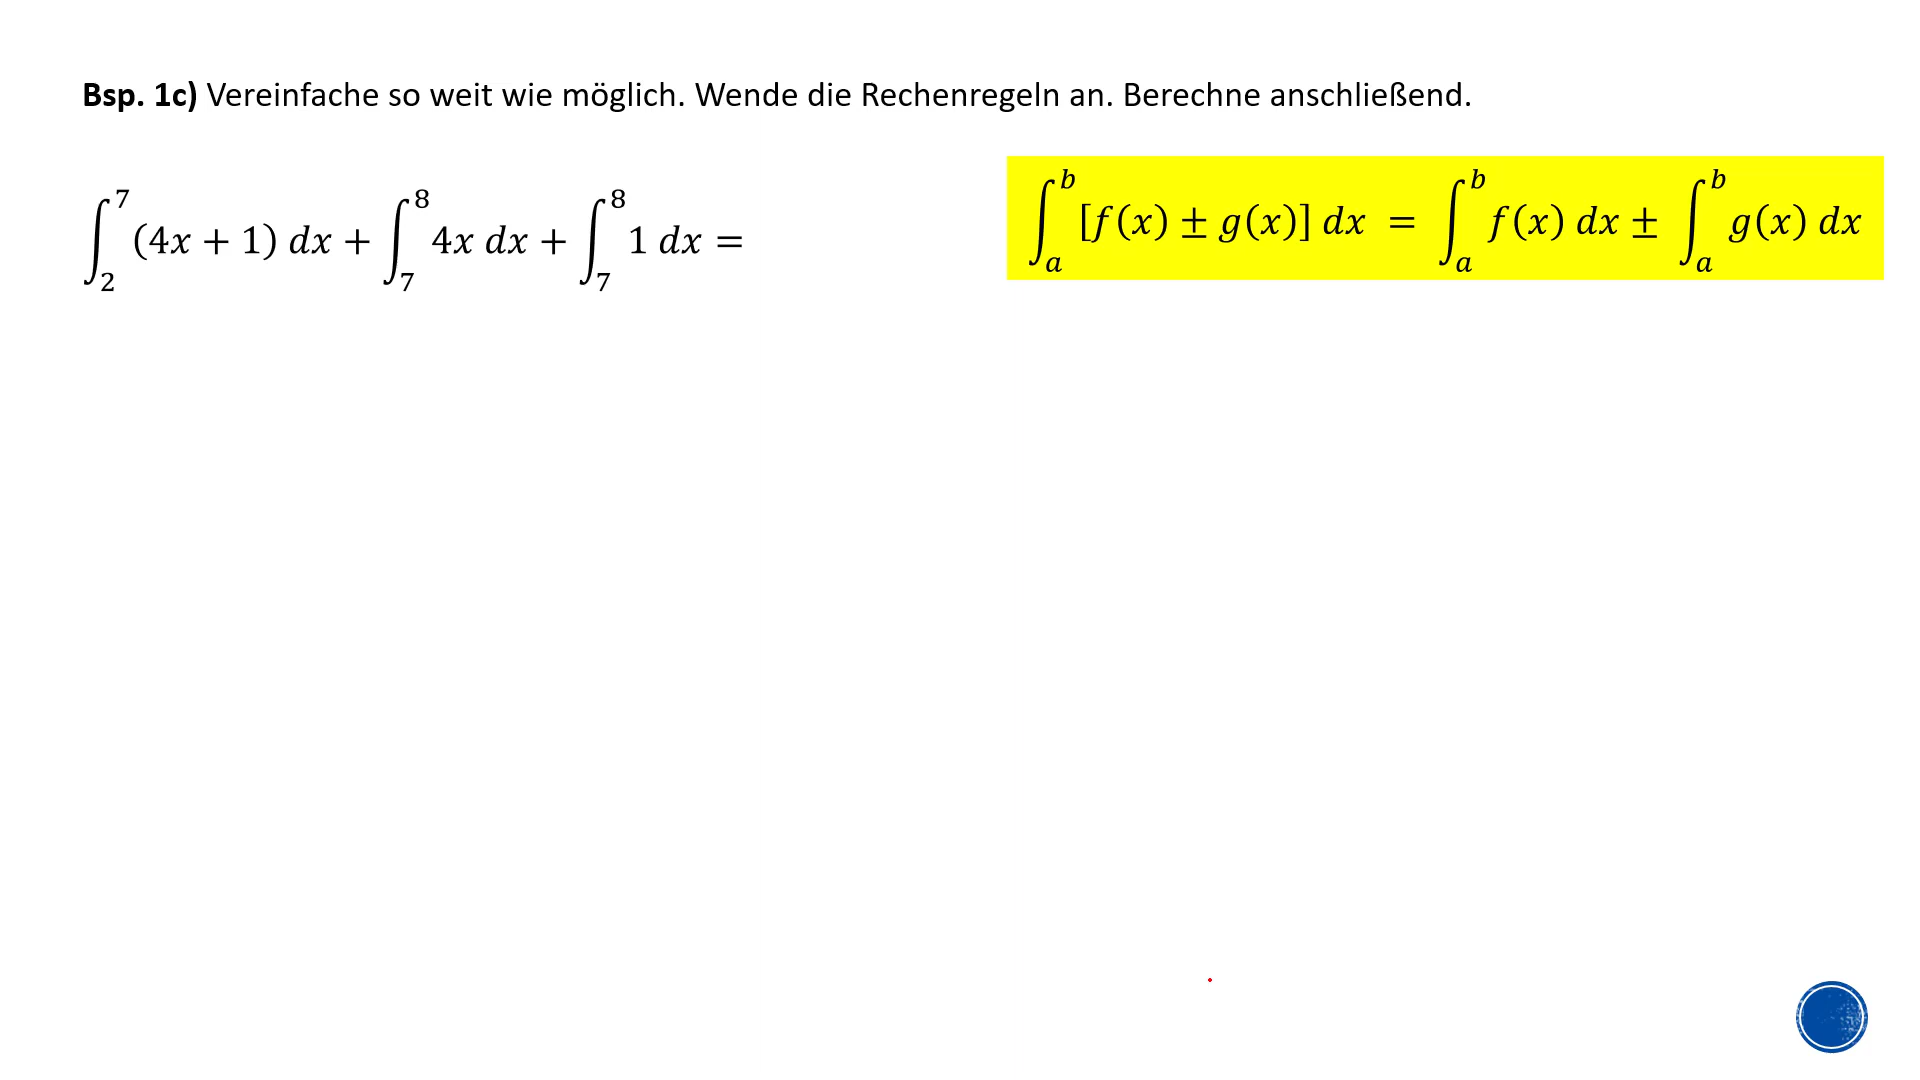 Bsp. 1c) Vereinfache so weit wie möglich. Wende die Rechenregeln an. Berechne anschließend.
∫₂⁷ (4x + 1) dx + ∫₇⁸ 4x dx + ∫₇⁸ 1 dx =
∫ₐᵇ [f(x) ± g(x)] dx = ∫ₐᵇ f(x) dx ± ∫ₐᵇ g(x) dx